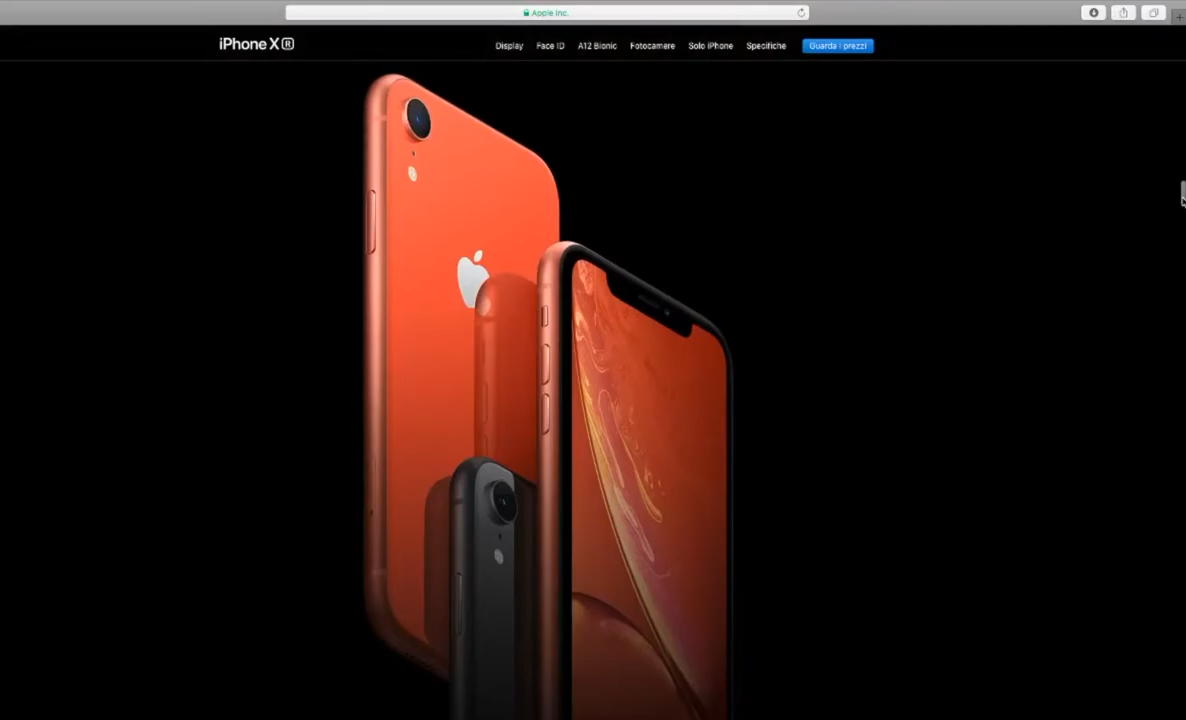 Apple Inc.
iPhone XR
Display Face ID A12 Bionic Fotocamere Solo iPhone Specifiche Guarda i prezzi